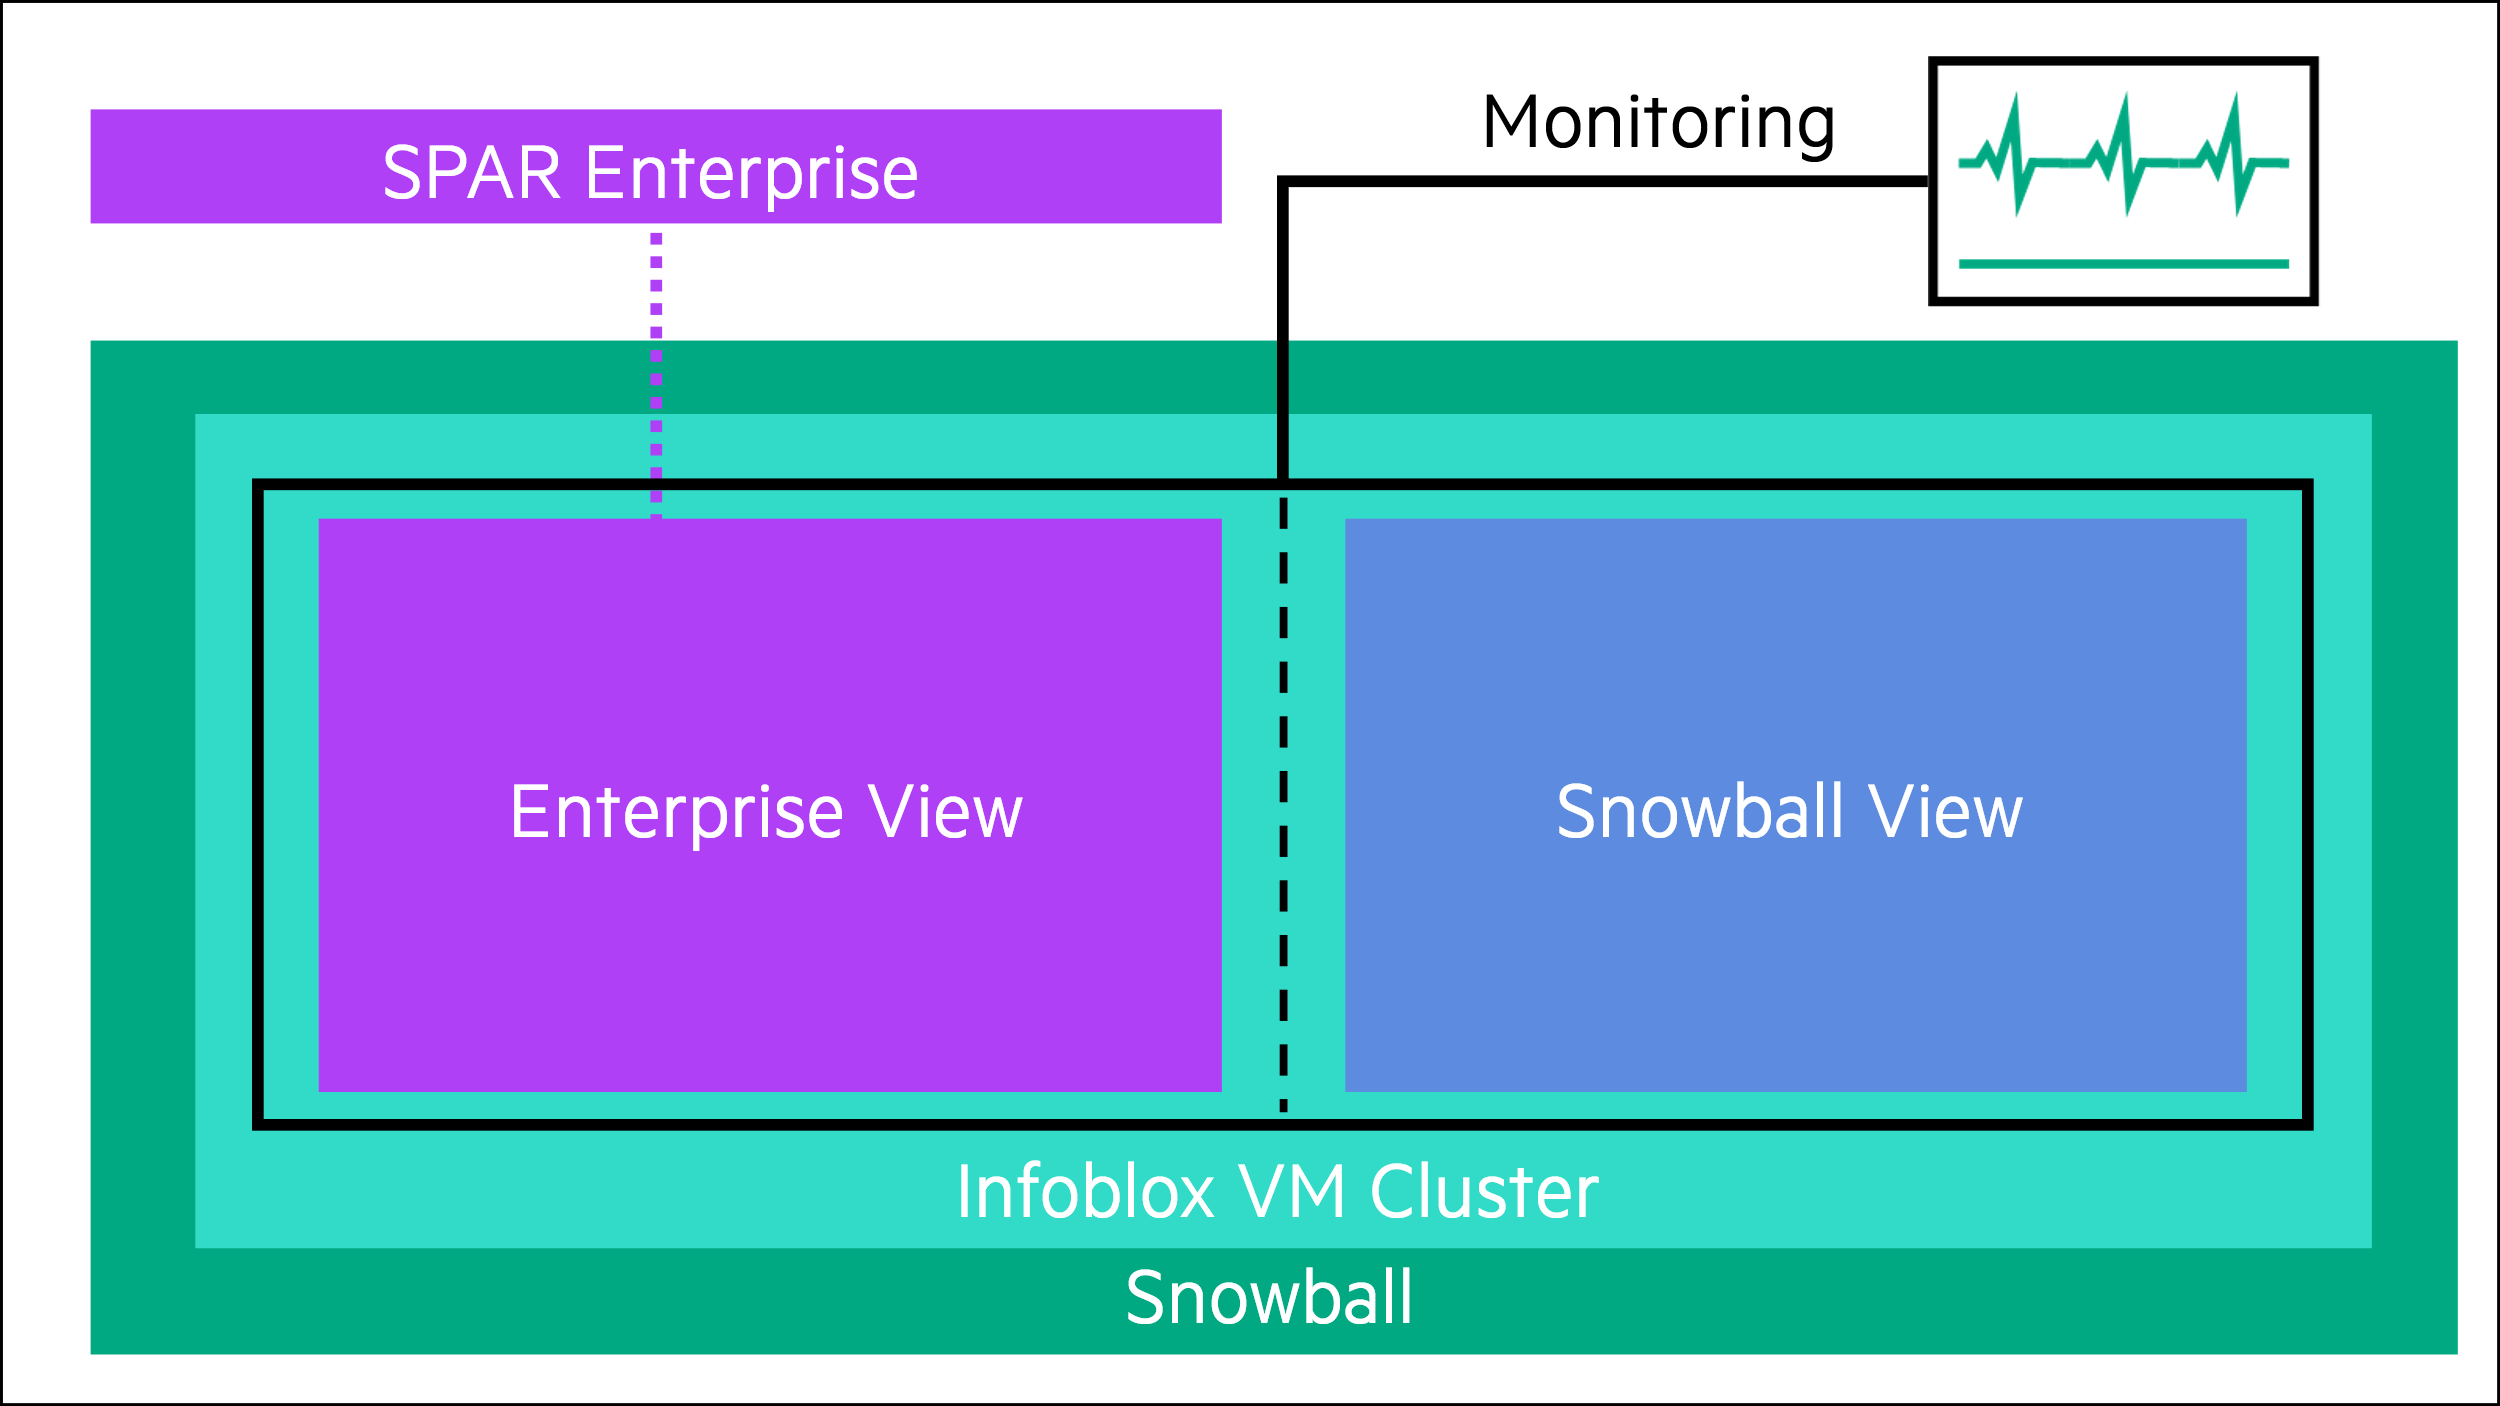 Monitoring
SPAR Enterprise
Enterprise View
Snowball View
Infoblox VM Cluster
Snowball